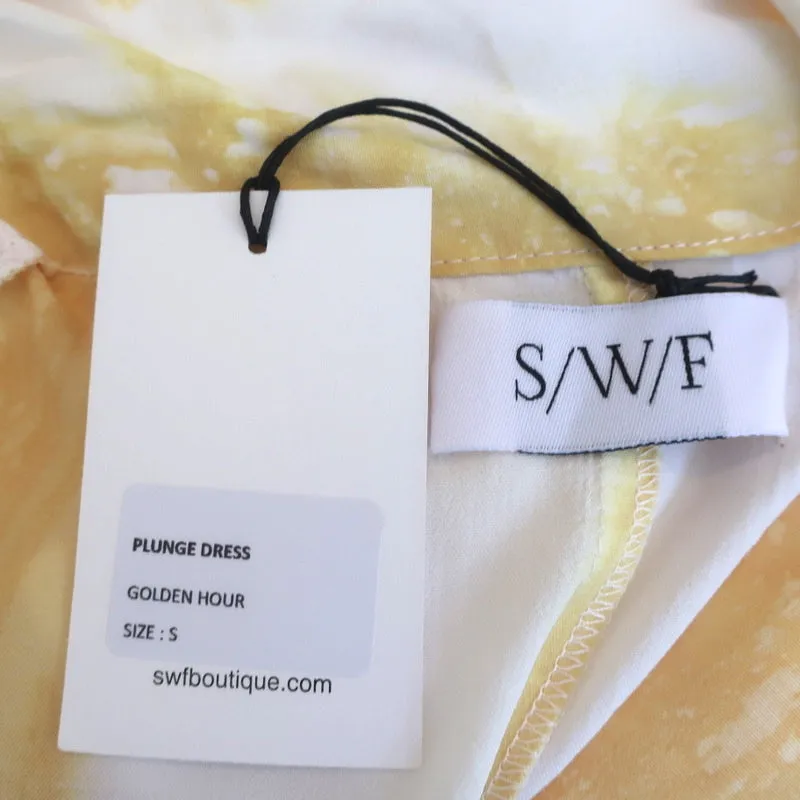 S/W/F
PLUNGE DRESS
GOLDEN HOUR
SIZE : S
swfboutique.com